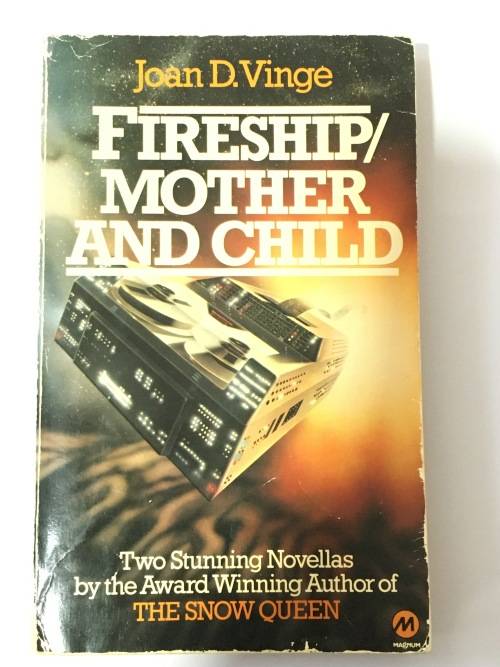 Joan D. Vinge
FIRESHIP/
MOTHER
AND CHILD
Two Stunning Novellas
by the Award Winning Author of
THE SNOW QUEEN
M
MAGNUM